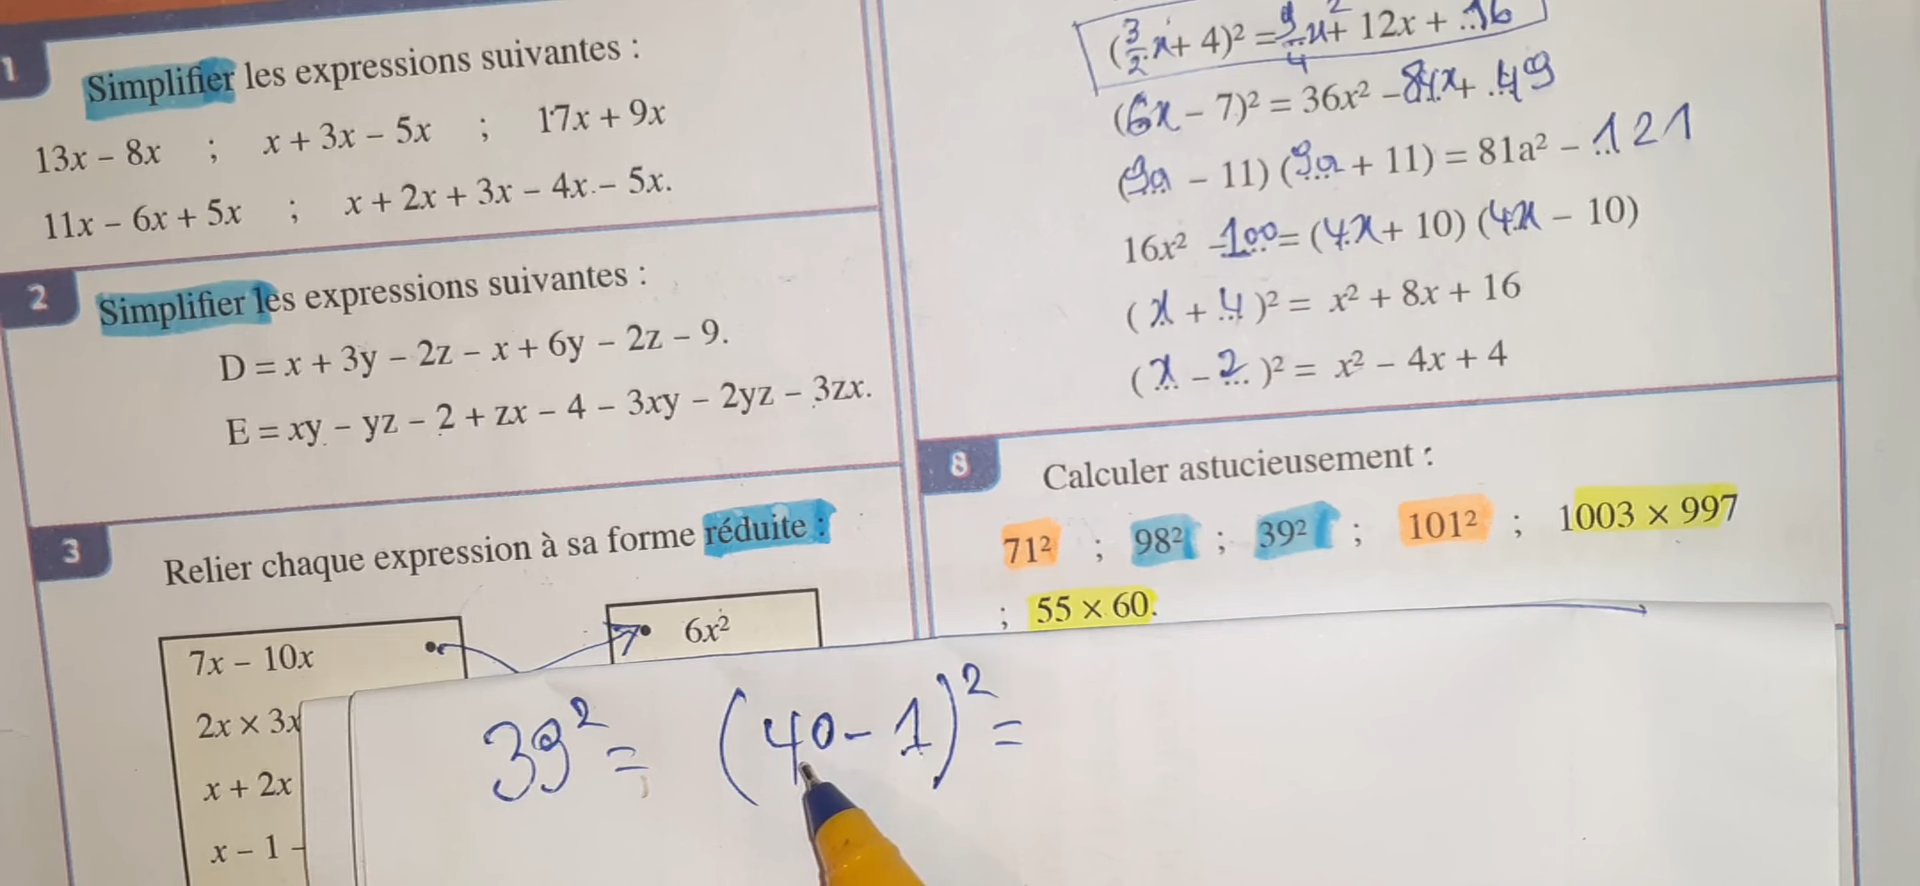 1
Simplifier les expressions suivantes :
13x – 8x ; x + 3x – 5x ; 17x + 9x
11x – 6x + 5x ; x + 2x + 3x – 4x – 5x.
2
Simplifier les expressions suivantes :
D = x + 3y – 2z – x + 6y – 2z – 9.
E = xy – yz – 2 + zx – 4 – 3xy – 2yz – 3zx.
3
Relier chaque expression à sa forme réduite :
7x – 10x
6x²
2x × 3x
x + 2x
x – 1 –
(3/2 x + 4)² = 9/4 x² + 12x + 16
(6x – 7)² = 36x² – 84x + 49
(9a – 11) (9a + 11) = 81a² – 121
16x² – 100 = (4x + 10) (4x – 10)
(x + 4)² = x² + 8x + 16
(x – 2)² = x² – 4x + 4
8
Calculer astucieusement :
71² ; 98² ; 39² ; 101² ; 1003 × 997
; 55 × 60.
39² = (40 - 1)² =